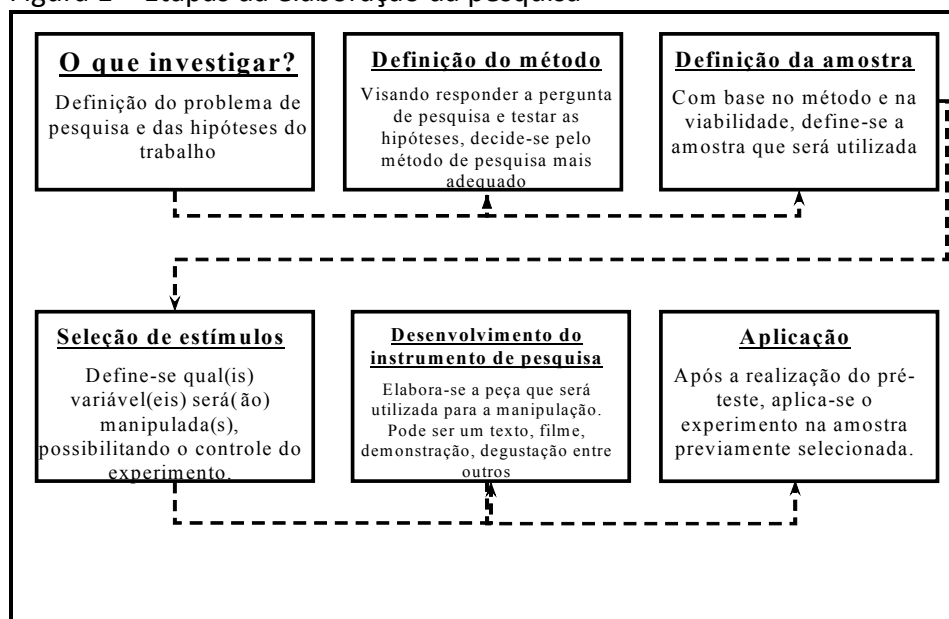 Figura 1 – Etapas da elaboração da pesquisa
O que investigar?
Definição do problema de
pesquisa e das hipóteses do
trabalho
Definição do método
Visando responder a pergunta
de pesquisa e testar as
hipóteses, decide-se pelo
método de pesquisa mais
adequado
Definição da amostra
Com base no método e na
viabilidade, define-se a
amostra que será utilizada
Seleção de estímulos
Define-se qual(is)
variável(eis) será(ão)
manipulada(s),
possibilitando o controle do
experimento.
Desenvolvimento do
instrumento de pesquisa
Elabora-se a peça que será
utilizada para a manipulação.
Pode ser um texto, filme,
demonstração, degustação entre
outros
Aplicação
Após a realização do pré-
teste, aplica-se o
experimento na amostra
previamente selecionada.